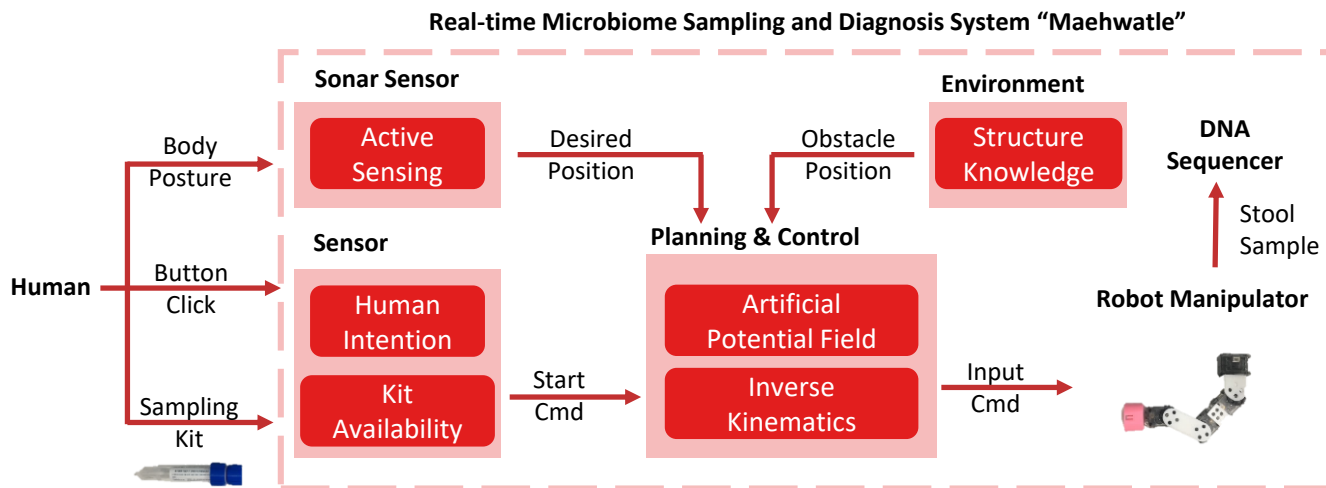 Real-time Microbiome Sampling and Diagnosis System “Maehwatle”
Sonar Sensor
Active
Sensing
Environment
Structure
Knowledge
Body
Posture
Desired
Position
Obstacle
Position
DNA
Sequencer
Stool
Sample
Sensor
Planning & Control
Human
Button
Click
Human
Intention
Artificial
Potential Field
Robot Manipulator
Sampling
Kit
Kit
Availability
Start
Cmd
Inverse
Kinematics
Input
Cmd